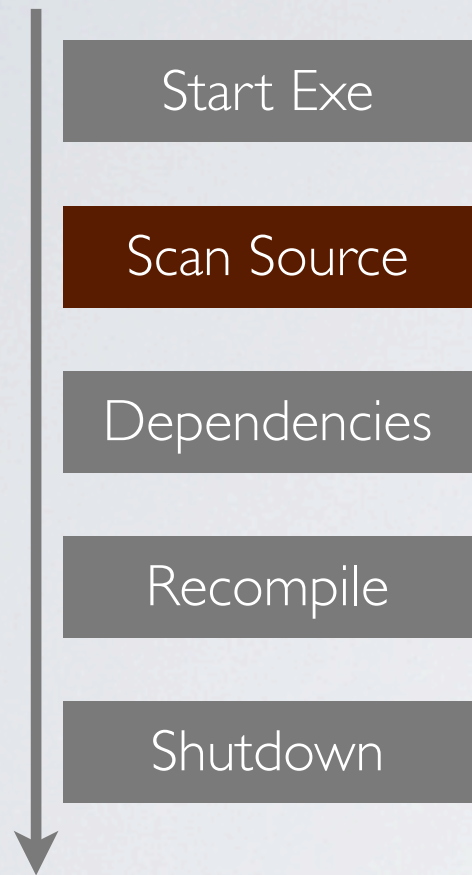 Start Exe
Scan Source
Dependencies
Recompile
Shutdown